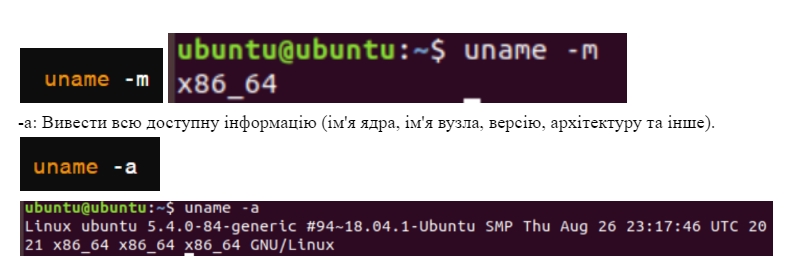 uname -m
ubuntu@ubuntu:~$ uname -m
x86_64
-a: Вивести всю доступну інформацію (ім'я ядра, ім'я вузла, версію, архітектуру та інше).
uname -a
ubuntu@ubuntu:~$ uname -a
Linux ubuntu 5.4.0-84-generic #94~18.04.1-Ubuntu SMP Thu Aug 26 23:17:46 UTC 20
21 x86_64 x86_64 x86_64 GNU/Linux